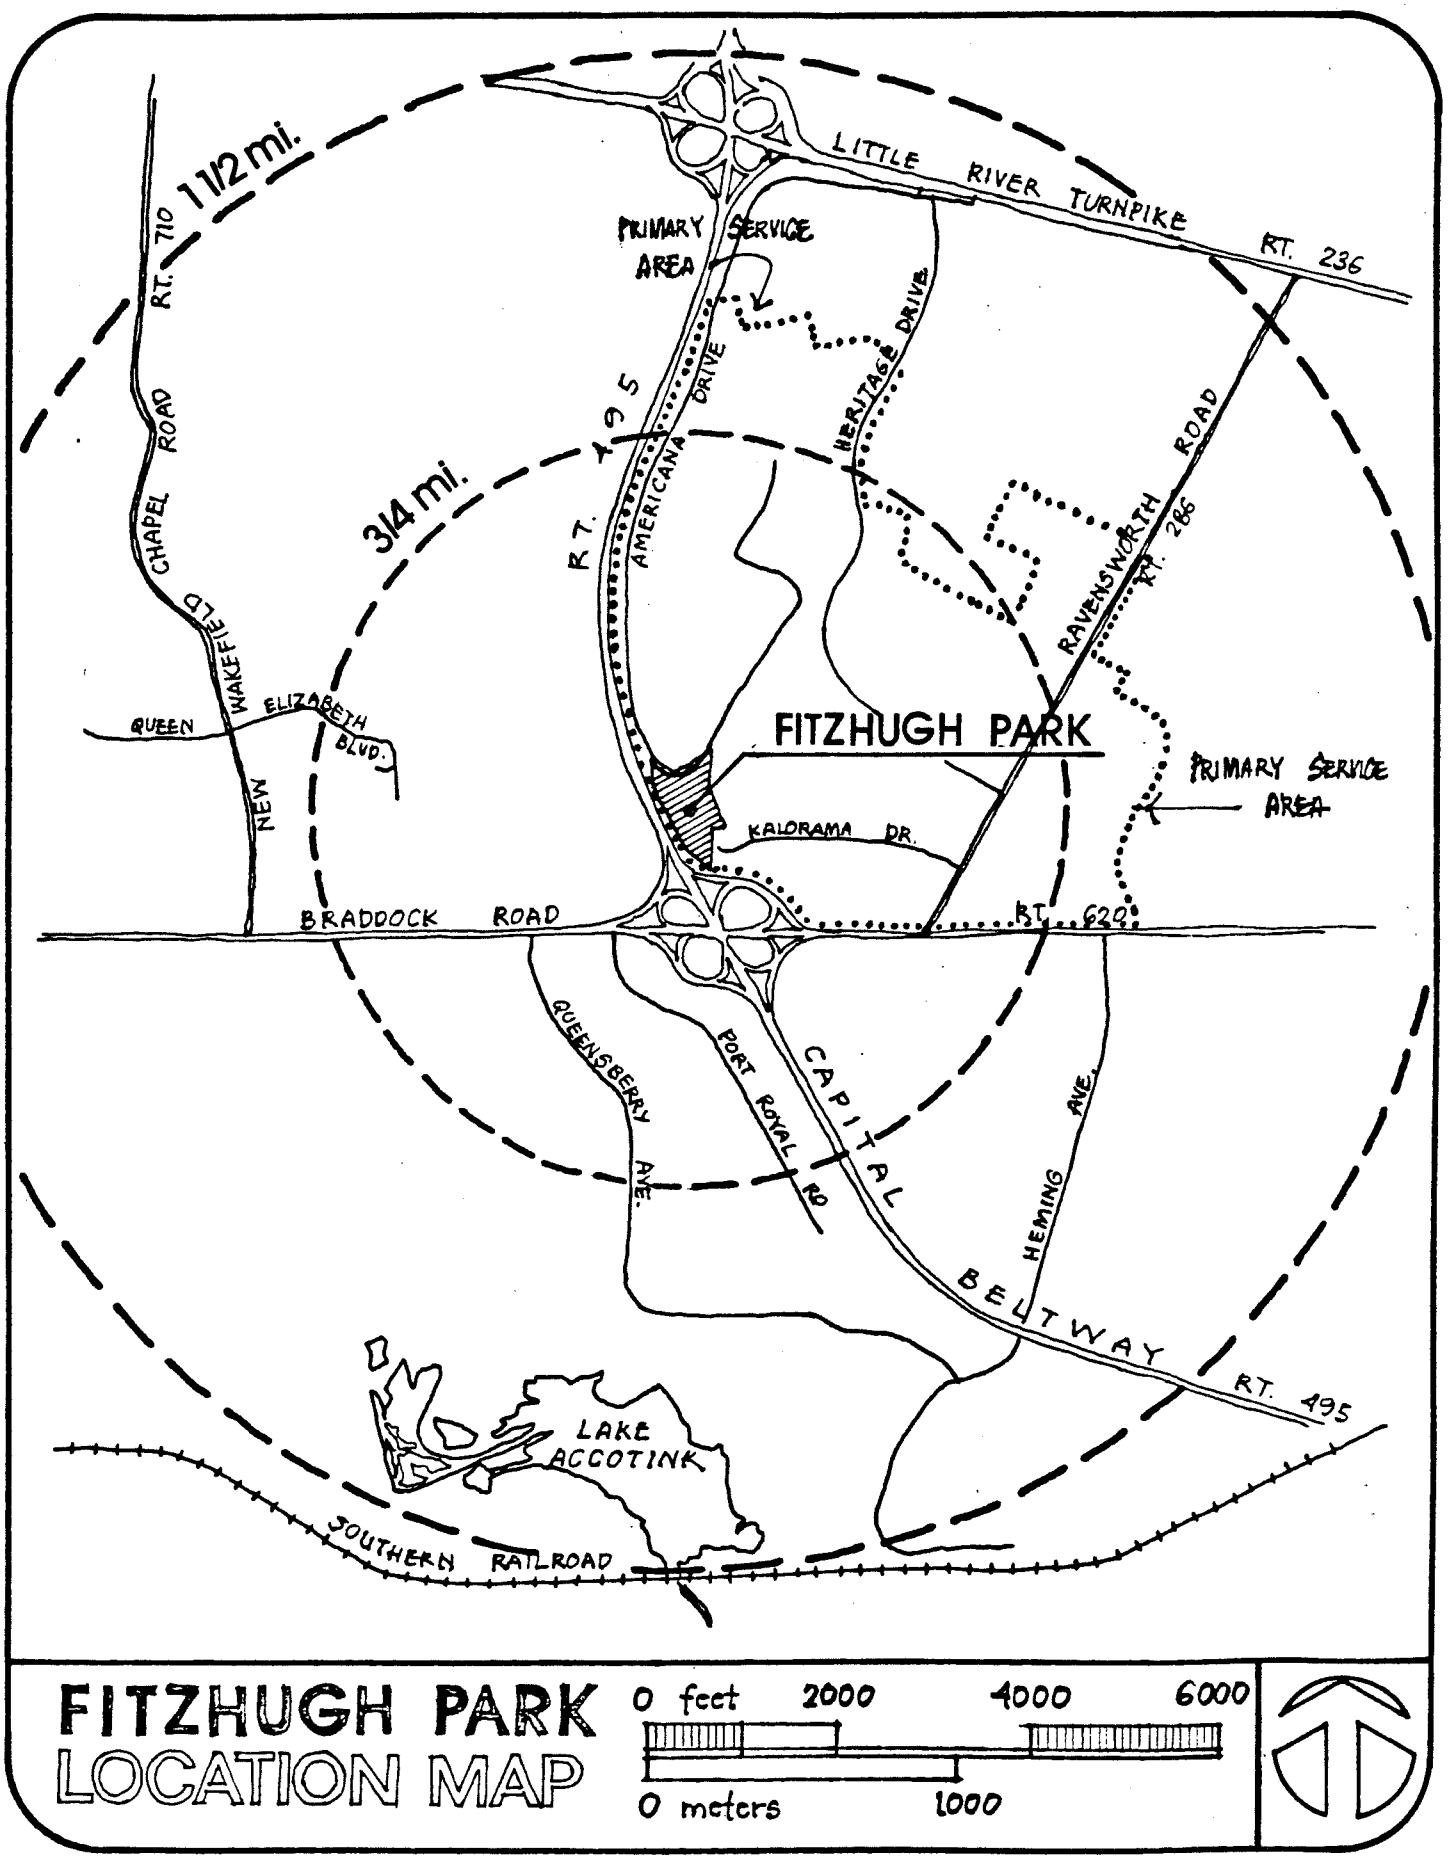 1 1/2 mi.
LITTLE RIVER TURNPIKE RT. 236
RT. 710
PRIMARY SERVICE
AREA
HERITAGE DRIVE
DRIVE
AMERICANA
RT. 495
3/4 mi.
CHAPEL ROAD
RAVENSWORTH ROAD
RT. 286
WAKEFIELD
NEW
QUEEN ELIZABETH
BLVD.
FITZHUGH PARK
PRIMARY SERVICE
AREA
KALORAMA DR.
BRADDOCK ROAD
RT. 620
QUEENSBERRY AVE.
PORT ROYAL RD
CAPITAL BELTWAY RT. 495
HEMING AVE.
LAKE
ACCOTINK
SOUTHERN RAILROAD
FITZHUGH PARK
LOCATION MAP
0 feet 2000 4000 6000
0 meters 1000